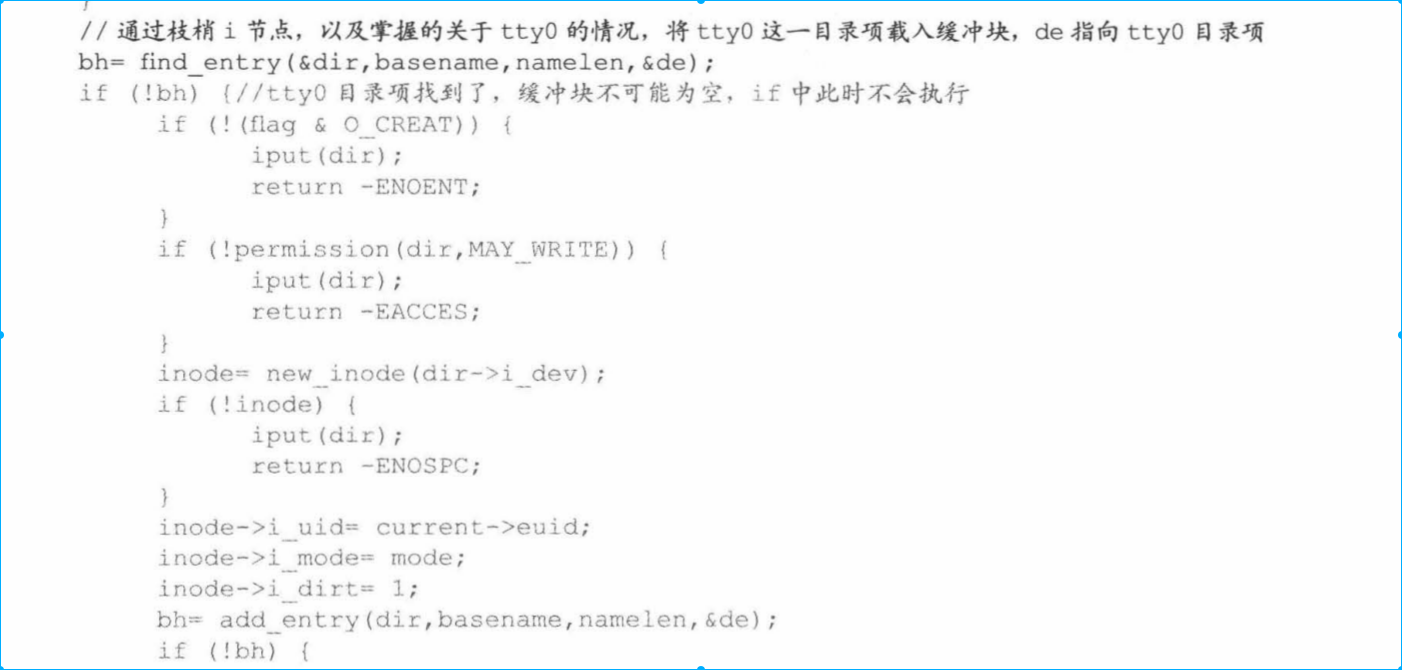 }
// 通过枝梢 i 节点，以及掌握的关于 tty0 的情况，将 tty0 这一目录项载入缓冲块，de 指向 tty0 目录项
bh= find_entry(&dir,basename,namelen,&de);
if (!bh) {//tty0 目录项找到了，缓冲块不可能为空，if 中此时不会执行
if (!(flag & O_CREAT)) {
iput(dir);
return -ENOENT;
}
if (!permission(dir,MAY_WRITE)) {
iput(dir);
return -EACCES;
}
inode= new_inode(dir->i_dev);
if (!inode) {
iput(dir);
return -ENOSPC;
}
inode->i_uid= current->euid;
inode->i_mode= mode;
inode->i_dirt= 1;
bh= add_entry(dir,basename,namelen,&de);
if (!bh) {